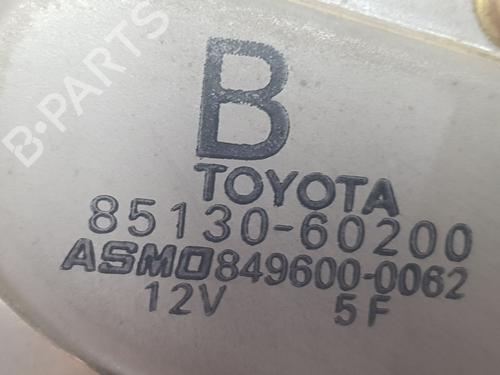 B-PARTS
B
TOYOTA
85130-60200
ASMO 849600-0062
12V 5F